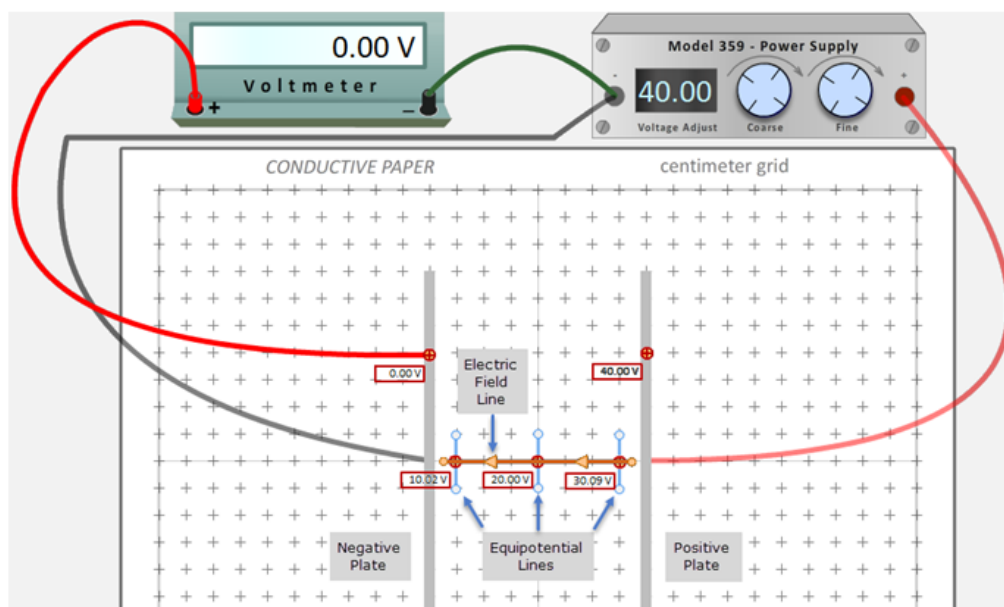 0.00 V
Voltmeter
+
–
Model 359 - Power Supply
-
40.00
+
Voltage Adjust
Coarse
Fine
CONDUCTIVE PAPER
centimeter grid
0.00 V
Electric
Field
Line
40.00 V
10.02 V
20.00 V
30.09 V
Negative
Plate
Equipotential
Lines
Positive
Plate